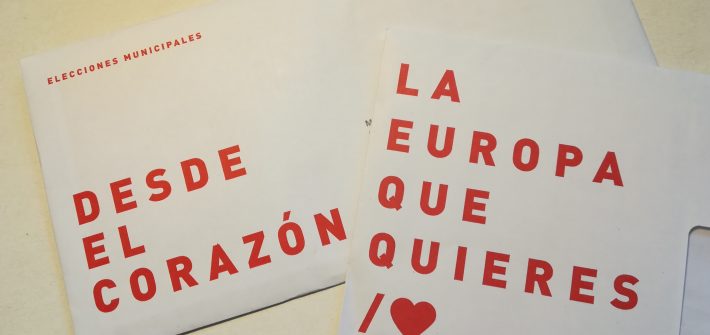 ELECCIONES MUNICIPALES
DESDE
EL
CORAZÓN
LA
EUROPA
QUE
QUIERES
/♥